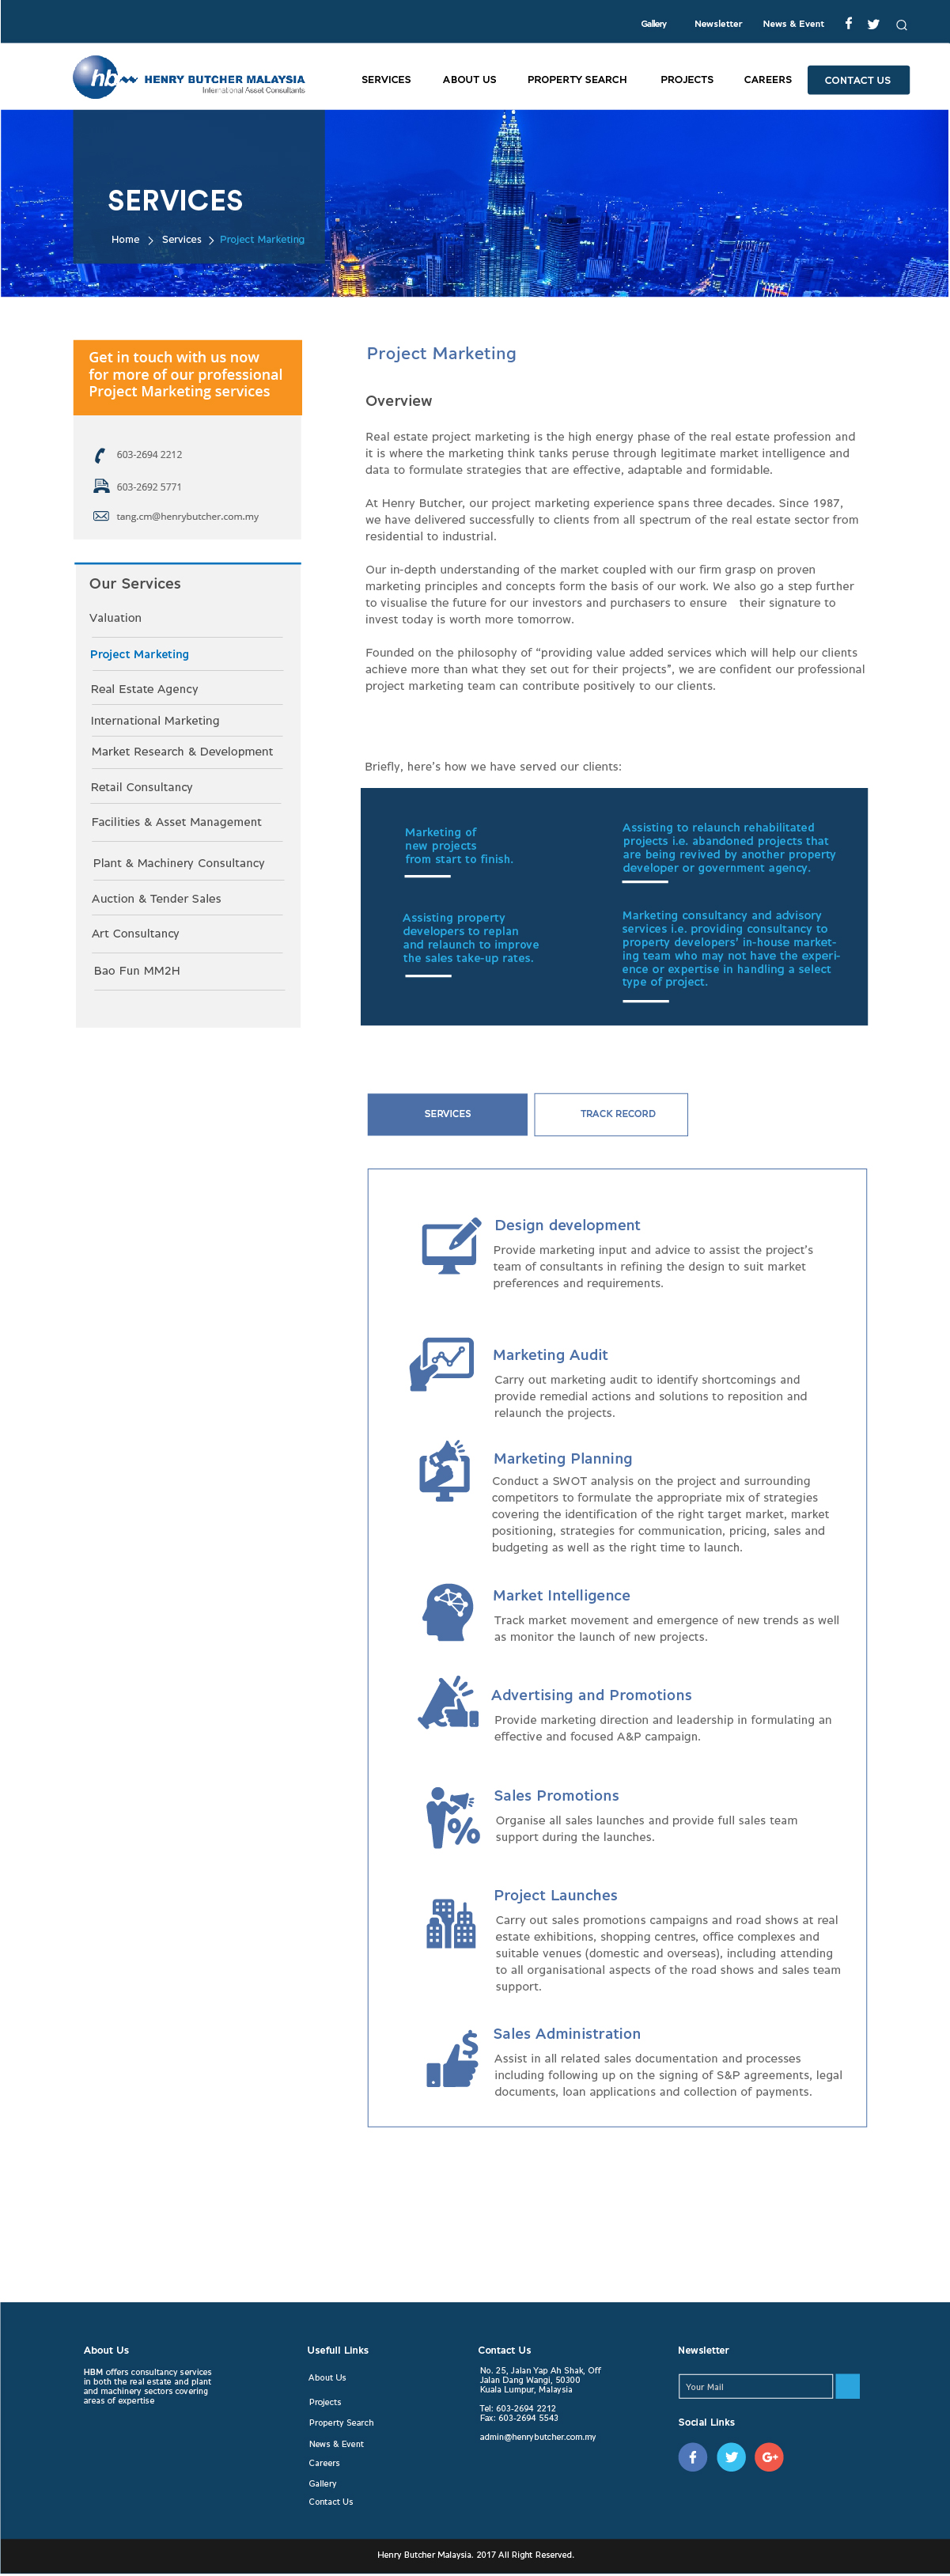 Gallery Newsletter News & Event
hb HENRY BUTCHER MALAYSIA
International Asset Consultants
SERVICES ABOUT US PROPERTY SEARCH PROJECTS CAREERS CONTACT US
SERVICES
Home Services Project Marketing
Get in touch with us now
for more of our professional
Project Marketing services
603-2694 2212
603-2692 5771
tang.cm@henrybutcher.com.my
Our Services
Valuation
Project Marketing
Real Estate Agency
International Marketing
Market Research & Development
Retail Consultancy
Facilities & Asset Management
Plant & Machinery Consultancy
Auction & Tender Sales
Art Consultancy
Bao Fun MM2H
Project Marketing
Overview
Real estate project marketing is the high energy phase of the real estate profession and
it is where the marketing think tanks peruse through legitimate market intelligence and
data to formulate strategies that are effective, adaptable and formidable.
At Henry Butcher, our project marketing experience spans three decades. Since 1987,
we have delivered successfully to clients from all spectrum of the real estate sector from
residential to industrial.
Our in-depth understanding of the market coupled with our firm grasp on proven
marketing principles and concepts form the basis of our work. We also go a step further
to visualise the future for our investors and purchasers to ensure their signature to
invest today is worth more tomorrow.
Founded on the philosophy of “providing value added services which will help our clients
achieve more than what they set out for their projects”, we are confident our professional
project marketing team can contribute positively to our clients.
Briefly, here’s how we have served our clients:
Marketing of
new projects
from start to finish.
Assisting to relaunch rehabilitated
projects i.e. abandoned projects that
are being revived by another property
developer or government agency.
Assisting property
developers to replan
and relaunch to improve
the sales take-up rates.
Marketing consultancy and advisory
services i.e. providing consultancy to
property developers’ in-house market-
ing team who may not have the experi-
ence or expertise in handling a select
type of project.
SERVICES TRACK RECORD
Design development
Provide marketing input and advice to assist the project’s
team of consultants in refining the design to suit market
preferences and requirements.
Marketing Audit
Carry out marketing audit to identify shortcomings and
provide remedial actions and solutions to reposition and
relaunch the projects.
Marketing Planning
Conduct a SWOT analysis on the project and surrounding
competitors to formulate the appropriate mix of strategies
covering the identification of the right target market, market
positioning, strategies for communication, pricing, sales and
budgeting as well as the right time to launch.
Market Intelligence
Track market movement and emergence of new trends as well
as monitor the launch of new projects.
Advertising and Promotions
Provide marketing direction and leadership in formulating an
effective and focused A&P campaign.
Sales Promotions
Organise all sales launches and provide full sales team
support during the launches.
Project Launches
Carry out sales promotions campaigns and road shows at real
estate exhibitions, shopping centres, office complexes and
suitable venues (domestic and overseas), including attending
to all organisational aspects of the road shows and sales team
support.
Sales Administration
Assist in all related sales documentation and processes
including following up on the signing of S&P agreements, legal
documents, loan applications and collection of payments.
About Us
HBM offers consultancy services
in both the real estate and plant
and machinery sectors covering
areas of expertise
Usefull Links
About Us
Projects
Property Search
News & Event
Careers
Gallery
Contact Us
Contact Us
No. 25, Jalan Yap Ah Shak, Off
Jalan Dang Wangi, 50300
Kuala Lumpur, Malaysia
Tel: 603-2694 2212
Fax: 603-2694 5543
admin@henrybutcher.com.my
Newsletter
Your Mail
Social Links
Henry Butcher Malaysia. 2017 All Right Reserved.